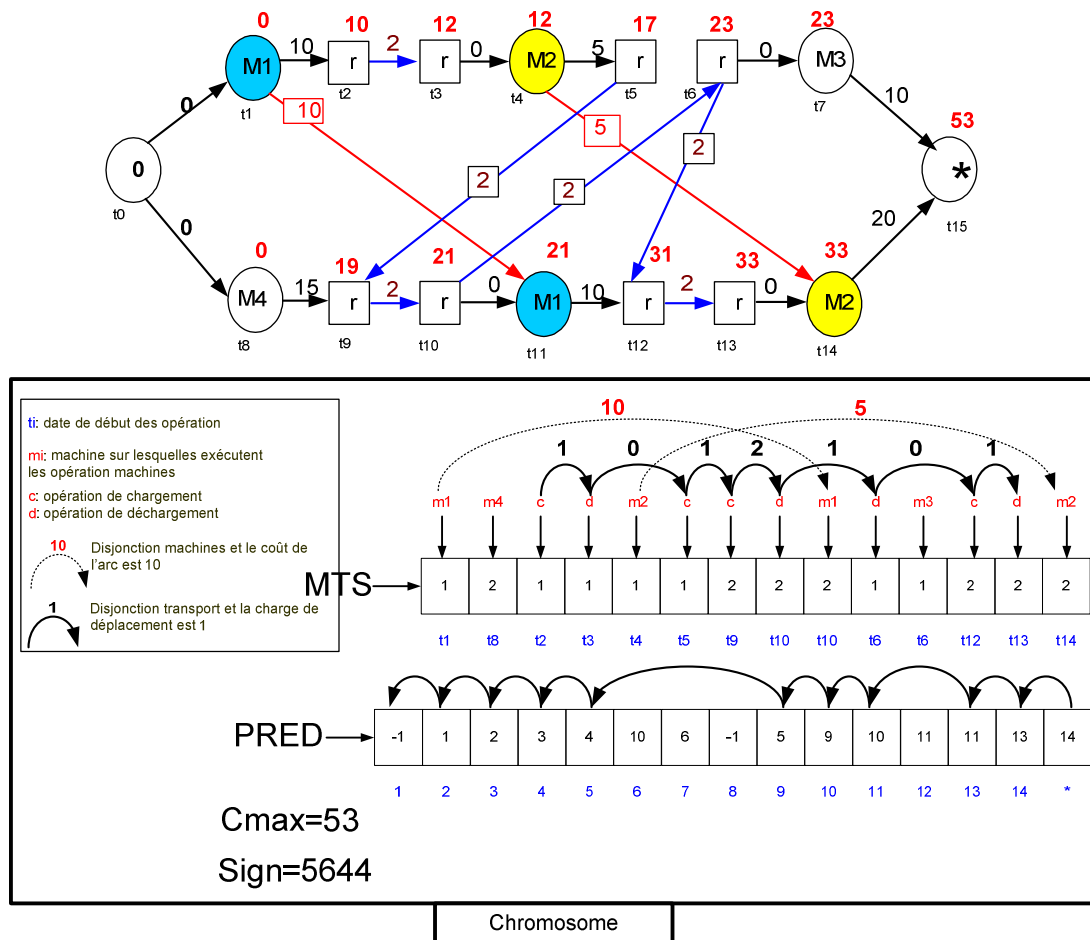 0 10 12 12 17 23 23
M1 10 r 2 r 0 M2 5 r r 0 M3
t1 t2 t3 t4 t5 t6 t7
0 10 5 2 10
53
0 2 2 *
t0 t15
0 20
0 19 21 21 31 33 33
M4 15 r 2 r 0 M1 10 r 2 r 0 M2
t8 t9 t10 t11 t12 t13 t14
ti: date de début des opération
mi: machine sur lesquelles exécutent
les opération machines
c: opération de chargement
d: opération de déchargement
10 Disjonction machines et le coût de
l'arc est 10
1 Disjonction transport et la charge de
déplacement est 1
10 5
1 0 1 2 1 0 1
m1 m4 c d m2 c c d m1 d m3 c d m2
MTS 1 2 1 1 1 1 2 2 2 1 1 2 2 2
t1 t8 t2 t3 t4 t5 t9 t10 t10 t6 t6 t12 t13 t14
PRED -1 1 2 3 4 10 6 -1 5 9 10 11 11 13 14
1 2 3 4 5 6 7 8 9 10 11 12 13 14 *
Cmax=53
Sign=5644
Chromosome